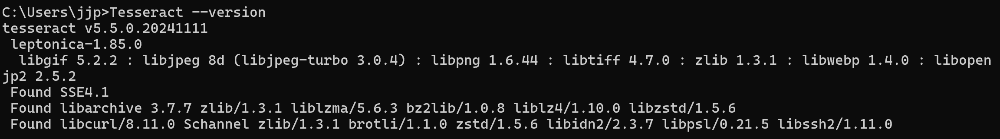 C:\Users\jjp>Tesseract --version
tesseract v5.5.0.20241111
 leptonica-1.85.0
  libgif 5.2.2 : libjpeg 8d (libjpeg-turbo 3.0.4) : libpng 1.6.44 : libtiff 4.7.0 : zlib 1.3.1 : libwebp 1.4.0 : libopen
jp2 2.5.2
 Found SSE4.1
 Found libarchive 3.7.7 zlib/1.3.1 liblzma/5.6.3 bz2lib/1.0.8 liblz4/1.10.0 libzstd/1.5.6
 Found libcurl/8.11.0 Schannel zlib/1.3.1 brotli/1.1.0 zstd/1.5.6 libidn2/2.3.7 libpsl/0.21.5 libssh2/1.11.0